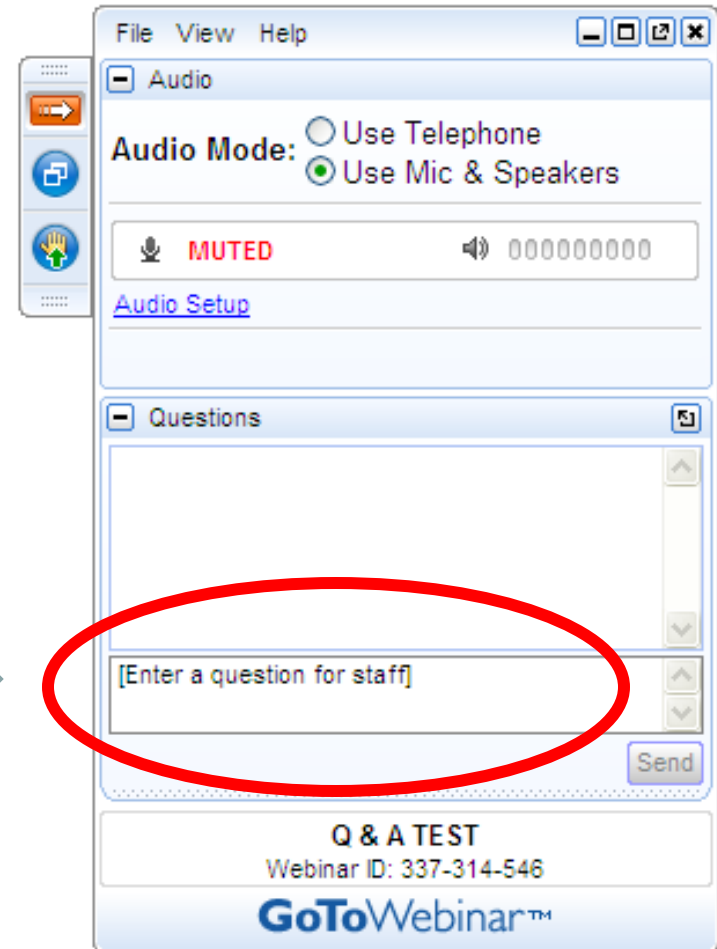 File View Help
Audio
Audio Mode:
Use Telephone
Use Mic & Speakers
MUTED 000000000
Audio Setup
Questions
[Enter a question for staff]
Send
Q & A TEST
Webinar ID: 337-314-546
GoToWebinar™